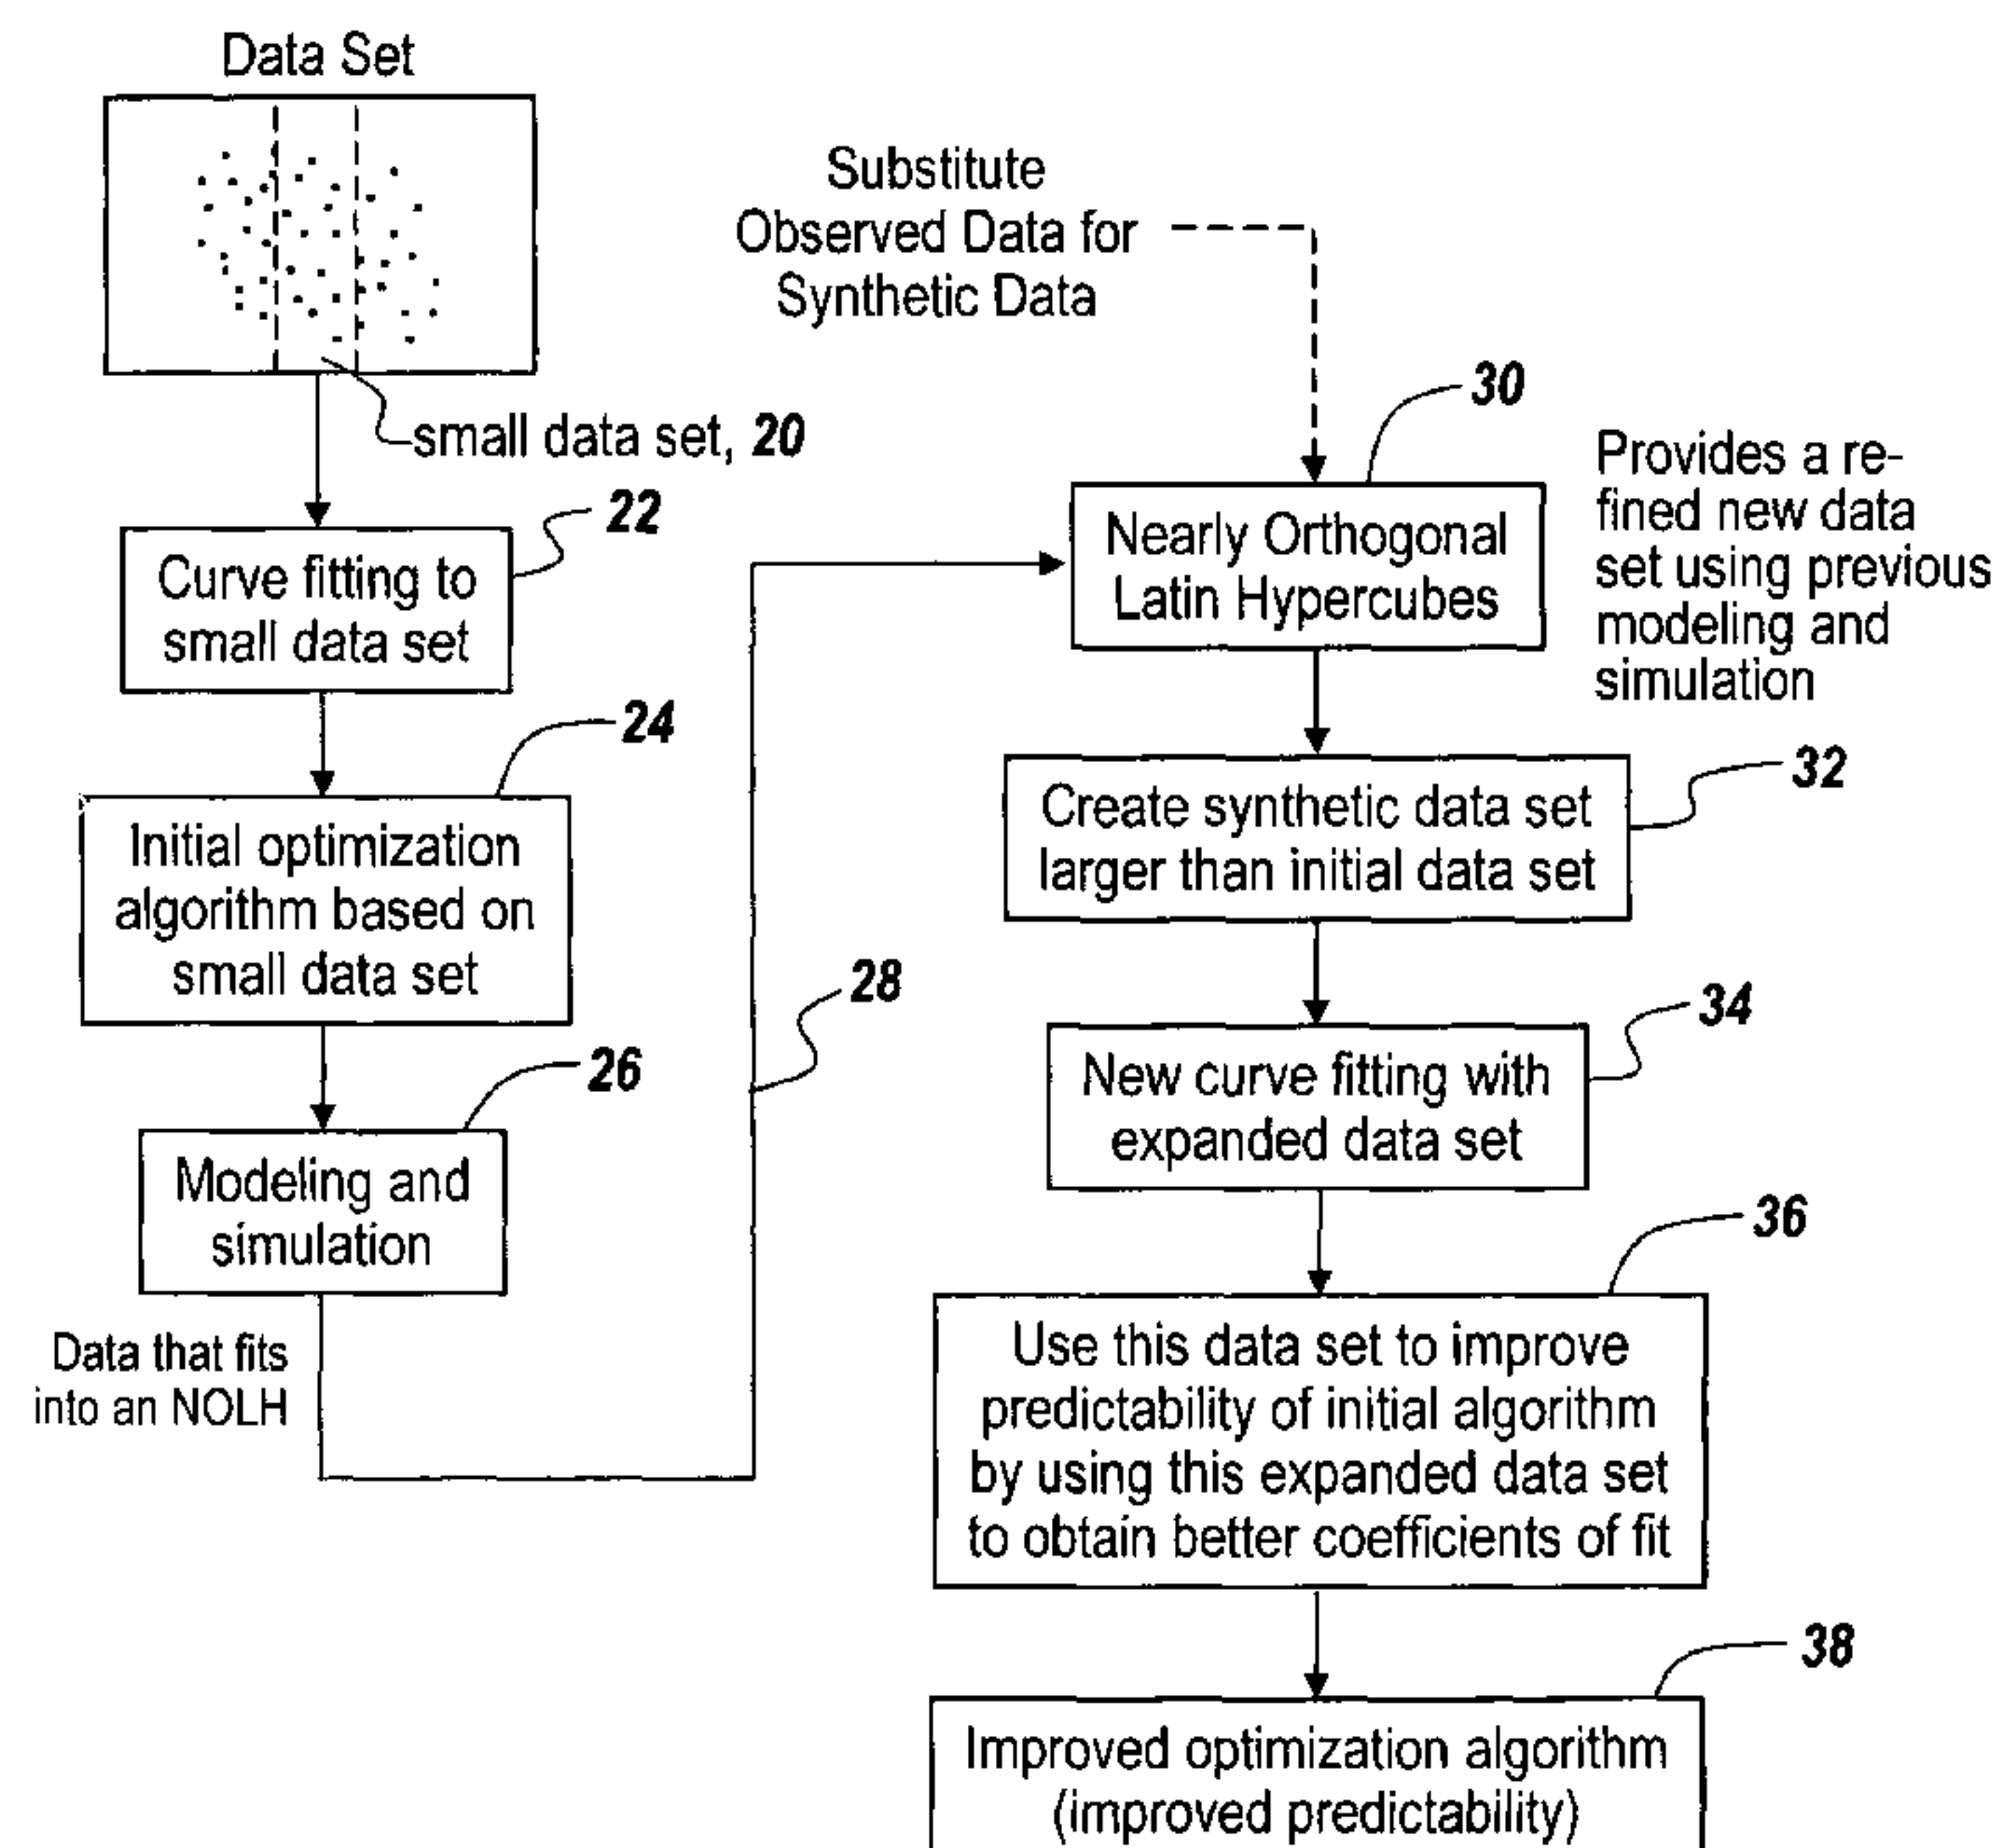 Data Set
small data set, 20
22
Curve fitting to
small data set
24
Initial optimization
algorithm based on
small data set
26
Modeling and
simulation
Data that fits
into an NOLH
28
Substitute
Observed Data for
Synthetic Data
30
Nearly Orthogonal
Latin Hypercubes
Provides a re-
fined new data
set using previous
modeling and
simulation
32
Create synthetic data set
larger than initial data set
34
New curve fitting with
expanded data set
36
Use this data set to improve
predictability of initial algorithm
by using this expanded data set
to obtain better coefficients of fit
38
Improved optimization algorithm
(improved predictability)